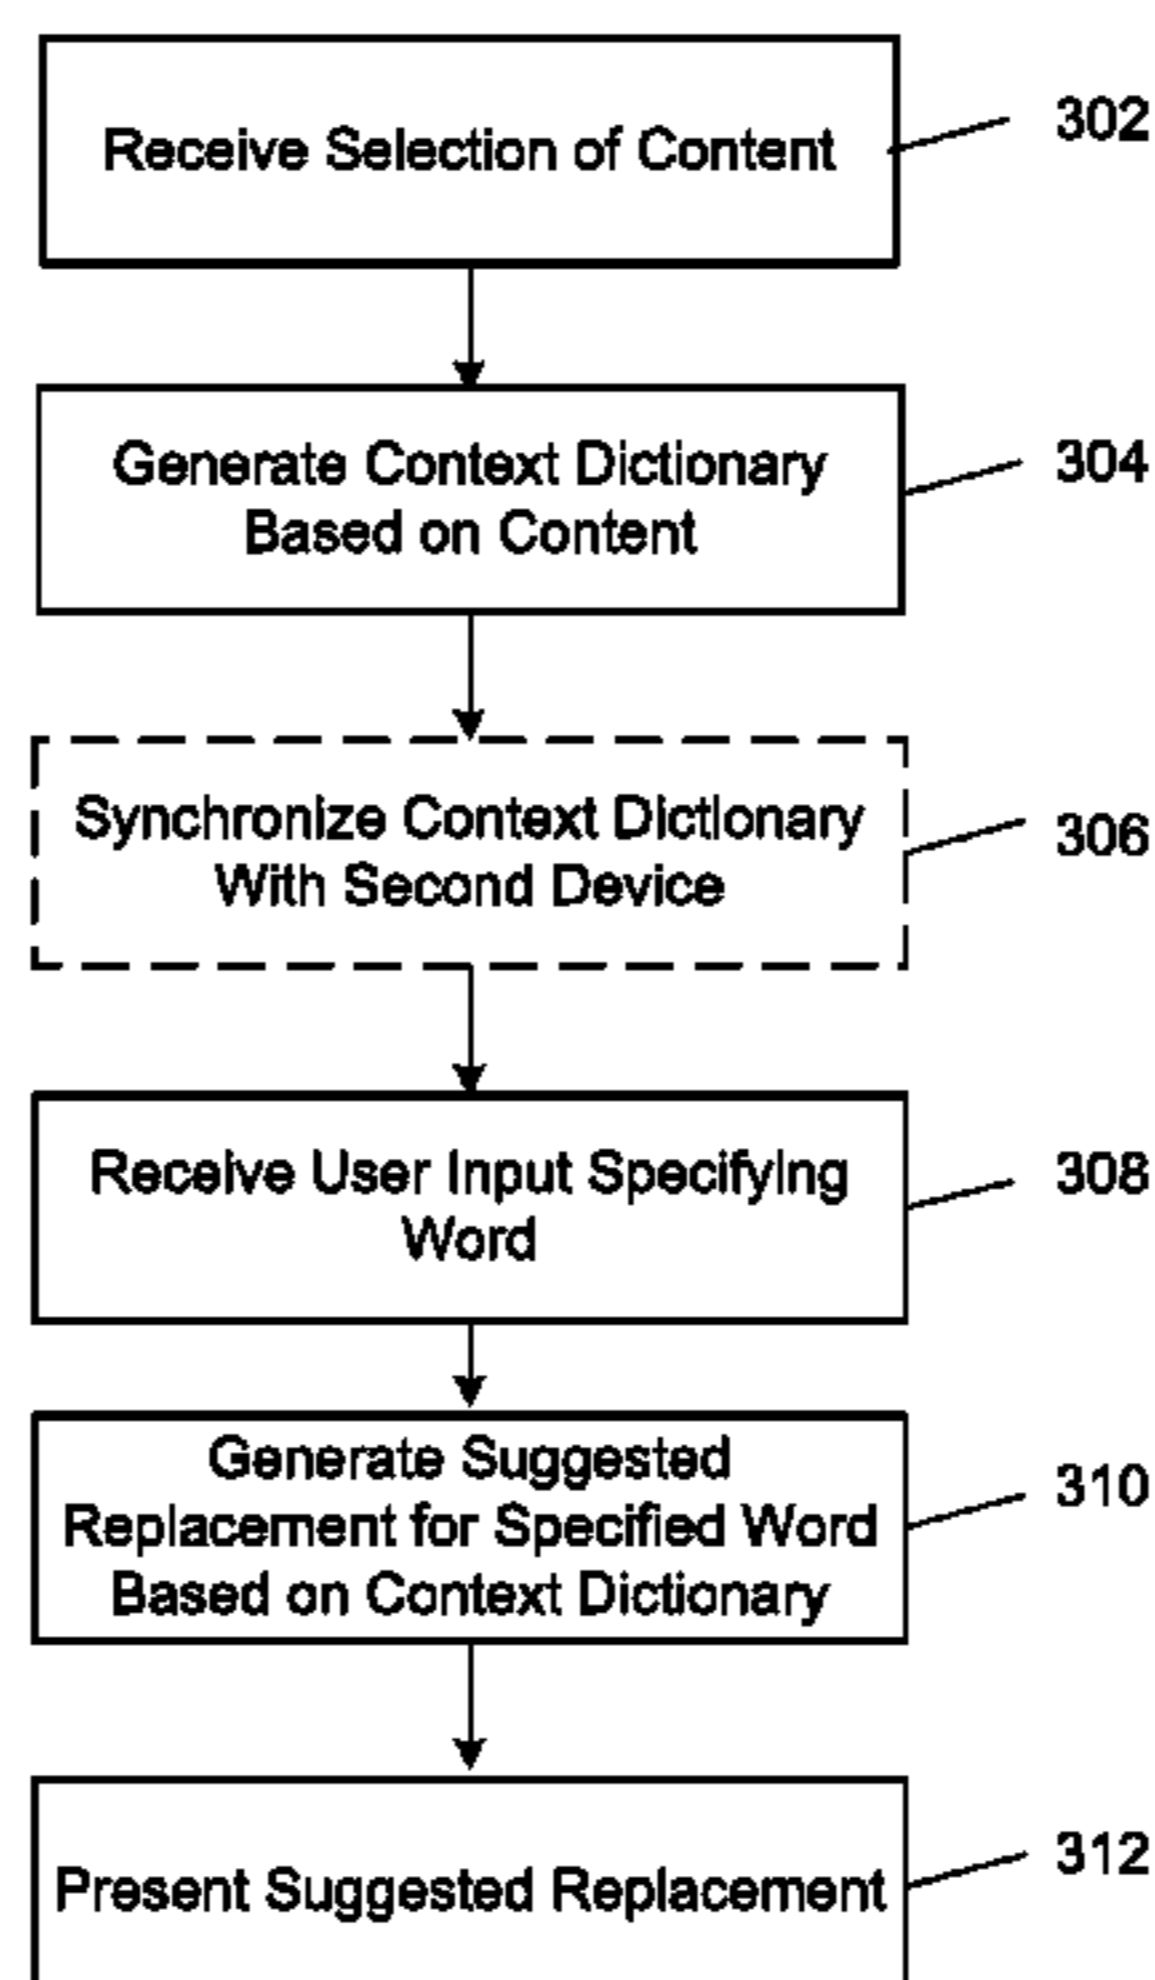 Receive Selection of Content
302
Generate Context Dictionary
Based on Content
304
Synchronize Context Dictionary
With Second Device
306
Receive User Input Specifying
Word
308
Generate Suggested
Replacement for Specified Word
Based on Context Dictionary
310
Present Suggested Replacement
312